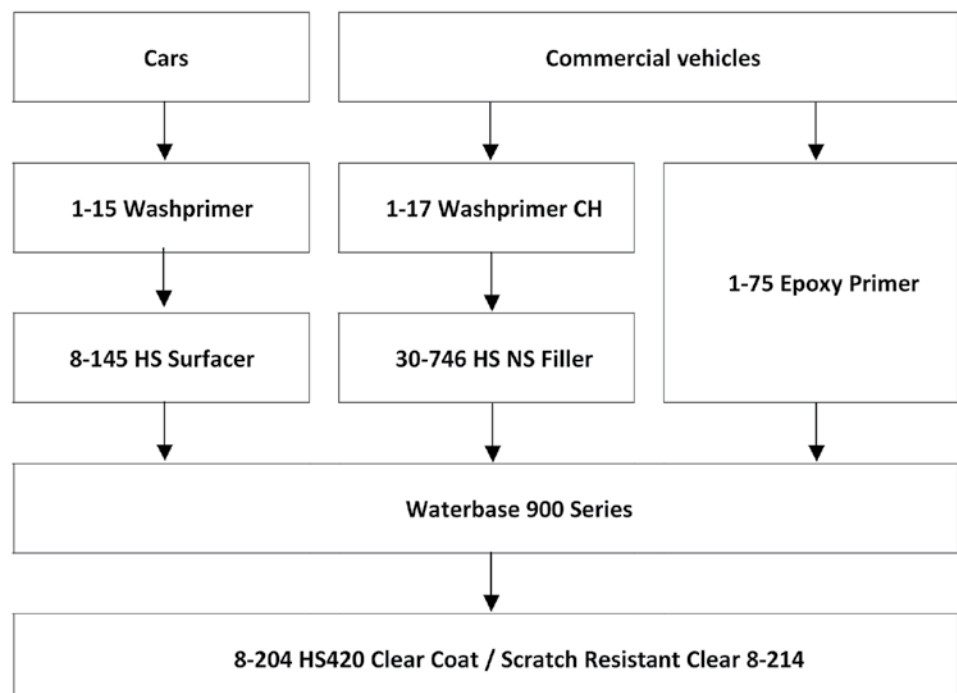 Cars
Commercial vehicles
1-15 Washprimer
1-17 Washprimer CH
1-75 Epoxy Primer
8-145 HS Surfacer
30-746 HS NS Filler
Waterbase 900 Series
8-204 HS420 Clear Coat / Scratch Resistant Clear 8-214